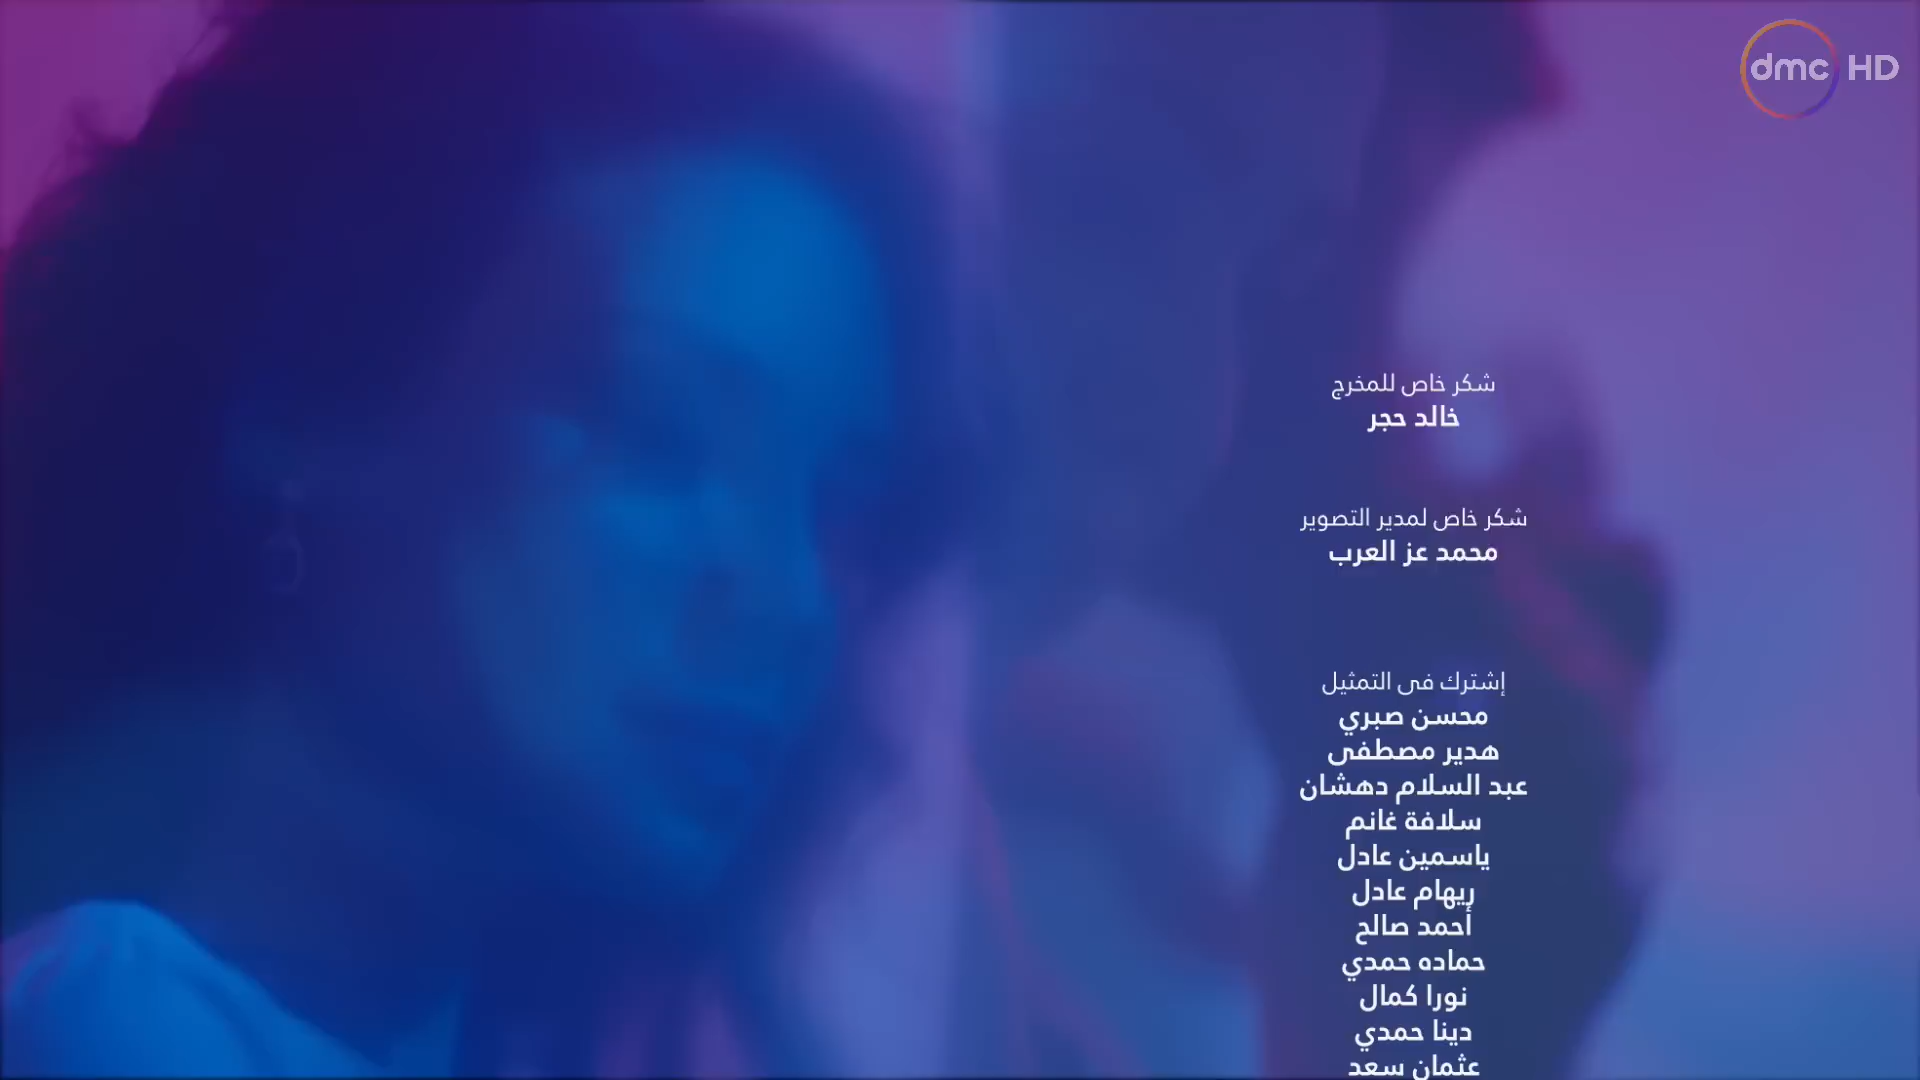 dmc HD
شكر خاص للمخرج
خالد حجر
شكر خاص لمدير التصوير
محمد عز العرب
إشترك فى التمثيل
محسن صبري
هدير مصطفى
عبد السلام دهشان
سلافة غانم
ياسمين عادل
ريهام عادل
أحمد صالح
حماده حمدي
نورا كمال
دينا حمدي
عثمان سعد